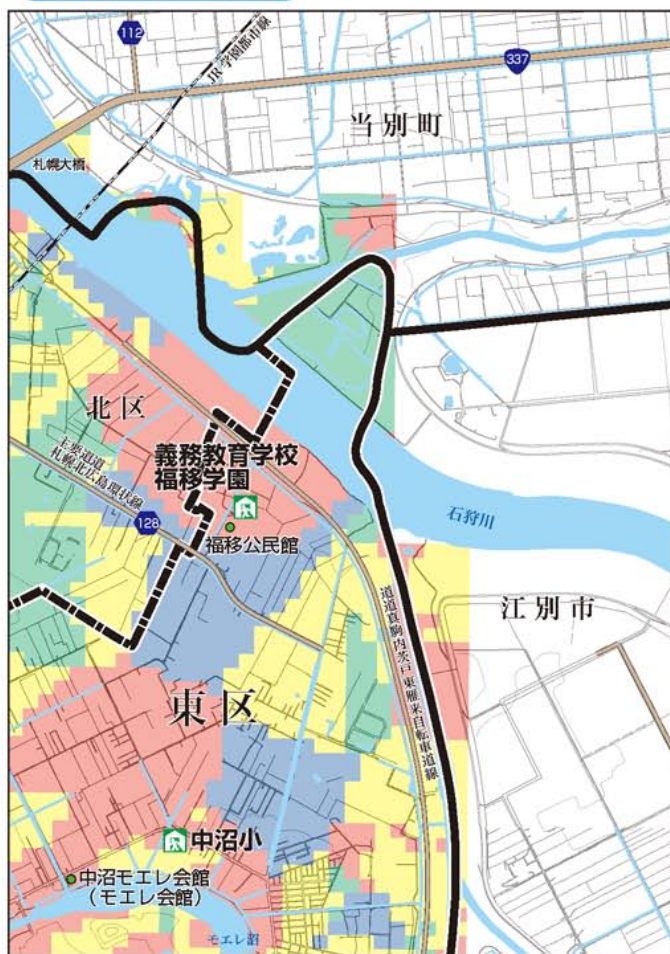 112
JR学園都市線
337
当別町
札幌大橋
北区
義務教育学校
福移学園
主要道道
札幌北広島環状線
128
福移公民館
石狩川
江別市
道道真駒内茨戸東雁来自転車道線
東区
中沼小
中沼モエレ会館
(モエレ会館)
モエレ沼